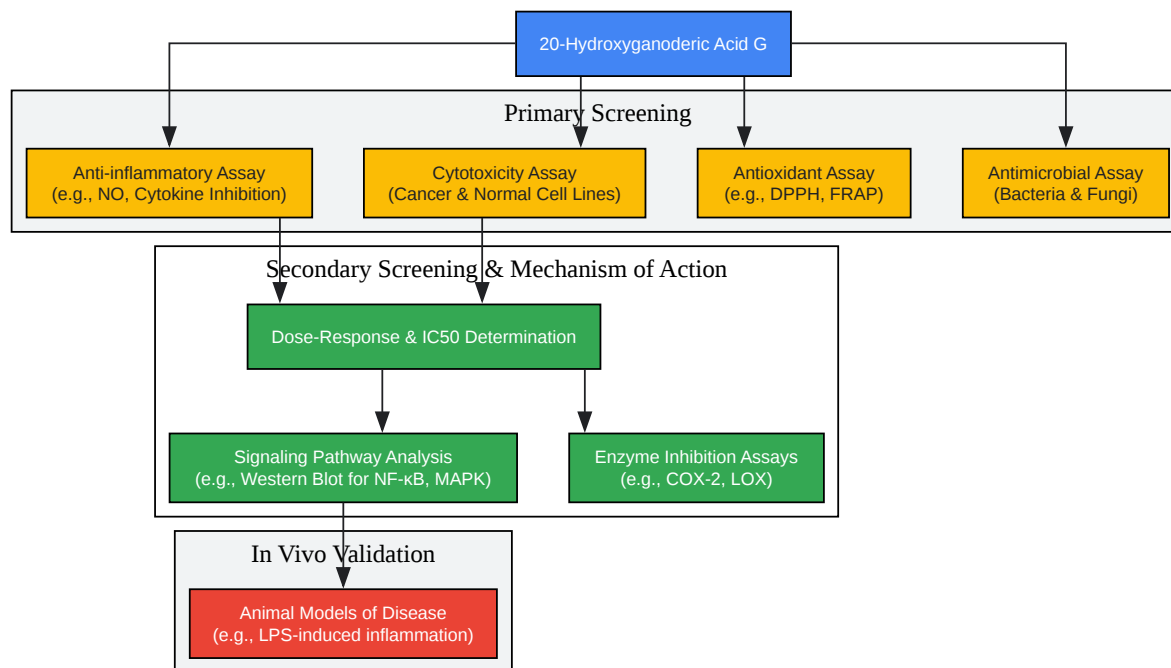 20-Hydroxyganoderic Acid G
Primary Screening
Anti-inflammatory Assay
(e.g., NO, Cytokine Inhibition)
Cytotoxicity Assay
(Cancer & Normal Cell Lines)
Antioxidant Assay
(e.g., DPPH, FRAP)
Antimicrobial Assay
(Bacteria & Fungi)
Secondary Screening & Mechanism of Action
Dose-Response & IC50 Determination
Signaling Pathway Analysis
(e.g., Western Blot for NF-κB, MAPK)
Enzyme Inhibition Assays
(e.g., COX-2, LOX)
In Vivo Validation
Animal Models of Disease
(e.g., LPS-induced inflammation)